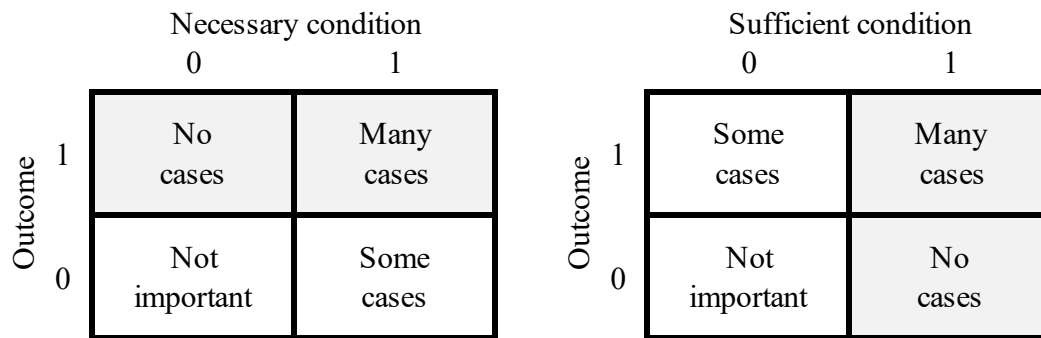 Necessary condition
0 1
Outcome
1
No
cases
Many
cases
0
Not
important
Some
cases
Sufficient condition
0 1
Outcome
1
Some
cases
Many
cases
0
Not
important
No
cases